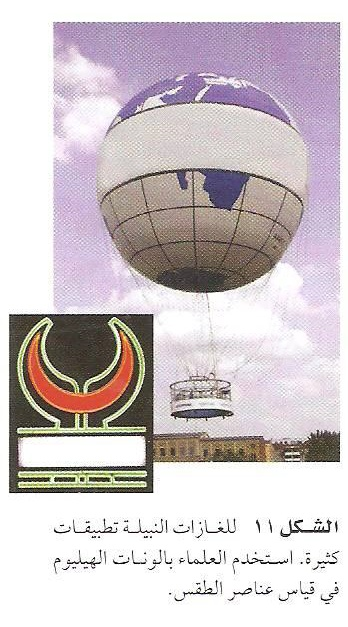 الشكل ١١ للغازات النبيلة تطبيقات
كثيرة. استخدم العلماء بالونات الهيليوم
في قياس عناصر الطقس.